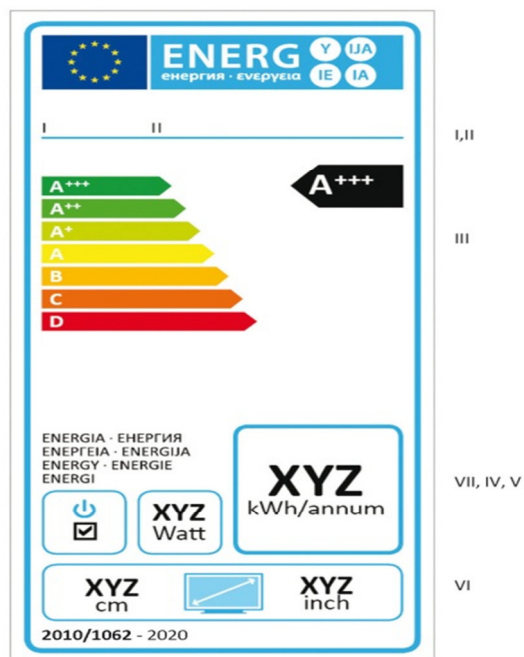 ENERG Y IJA
енергия · ενεργεια IE IA
I II
I,II
A+++ A+++
A++
A+
III
A
B
C
D
ENERGIA · ЕНЕРГИЯ
ΕΝΕΡΓΕΙΑ · ENERGIJA
ENERGY · ENERGIE
ENERGI
XYZ
kWh/annum
VII, IV, V
XYZ
Watt
XYZ
cm
XYZ
inch
VI
2010/1062 - 2020